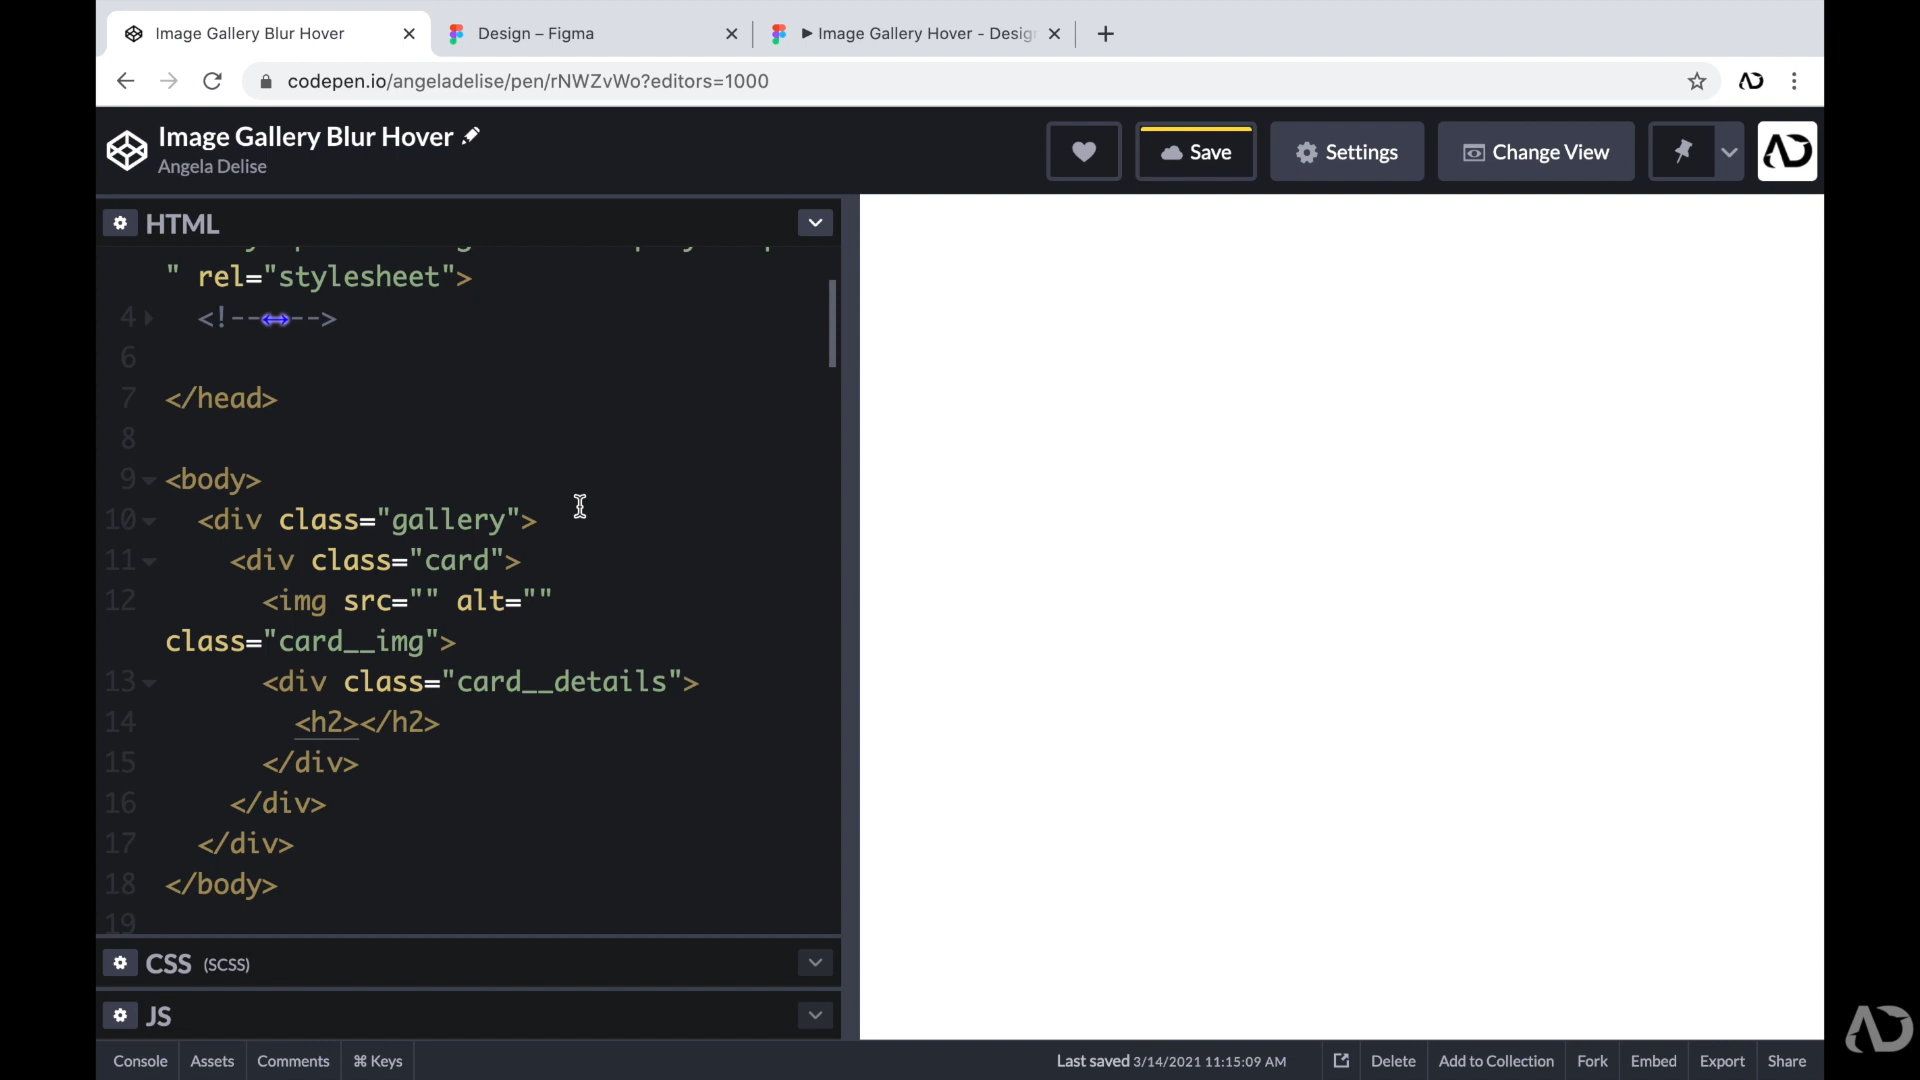 Image Gallery Blur Hover
Design – Figma
Image Gallery Hover - Desig
codepen.io/angeladelise/pen/rNWZvWo?editors=1000
Image Gallery Blur Hover
Angela Delise
Save
Settings
Change View
HTML
" rel="stylesheet">
4 <!--↔-->
6
7 </head>
8
9 <body>
10 <div class="gallery">
11 <div class="card">
12 <img src="" alt=""
class="card__img">
13 <div class="card__details">
14 <h2></h2>
15 </div>
16 </div>
17 </div>
18 </body>
19
CSS (SCSS)
JS
Console Assets Comments ⌘ Keys Last saved 3/14/2021 11:15:09 AM Delete Add to Collection Fork Embed Export Share